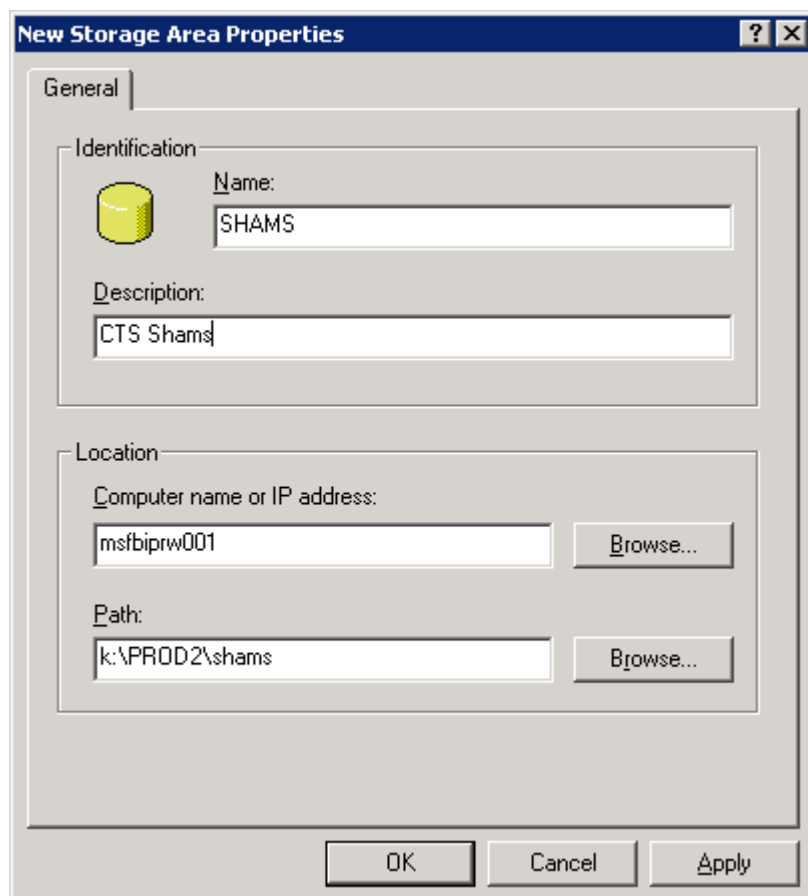 New Storage Area Properties
General
Identification
Name:
SHAMS
Description:
CTS Shams
Location
Computer name or IP address:
msfbiprw001
Browse...
Path:
k:\PROD2\shams
Browse...
OK Cancel Apply